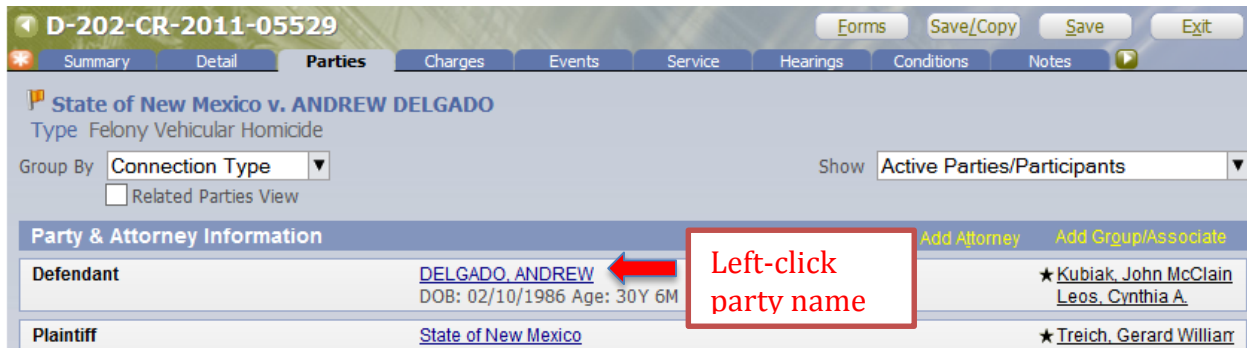 D-202-CR-2011-05529 Forms Save/Copy Save Exit
Summary Detail Parties Charges Events Service Hearings Conditions Notes
State of New Mexico v. ANDREW DELGADO
Type Felony Vehicular Homicide
Group By Connection Type Show Active Parties/Participants
Related Parties View
Party & Attorney Information Add Attorney Add Group/Associate
Defendant DELGADO, ANDREW Left-click ★ Kubiak, John McClain
DOB: 02/10/1986 Age: 30Y 6M party name Leos, Cynthia A.
Plaintiff State of New Mexico ★ Treich, Gerard William